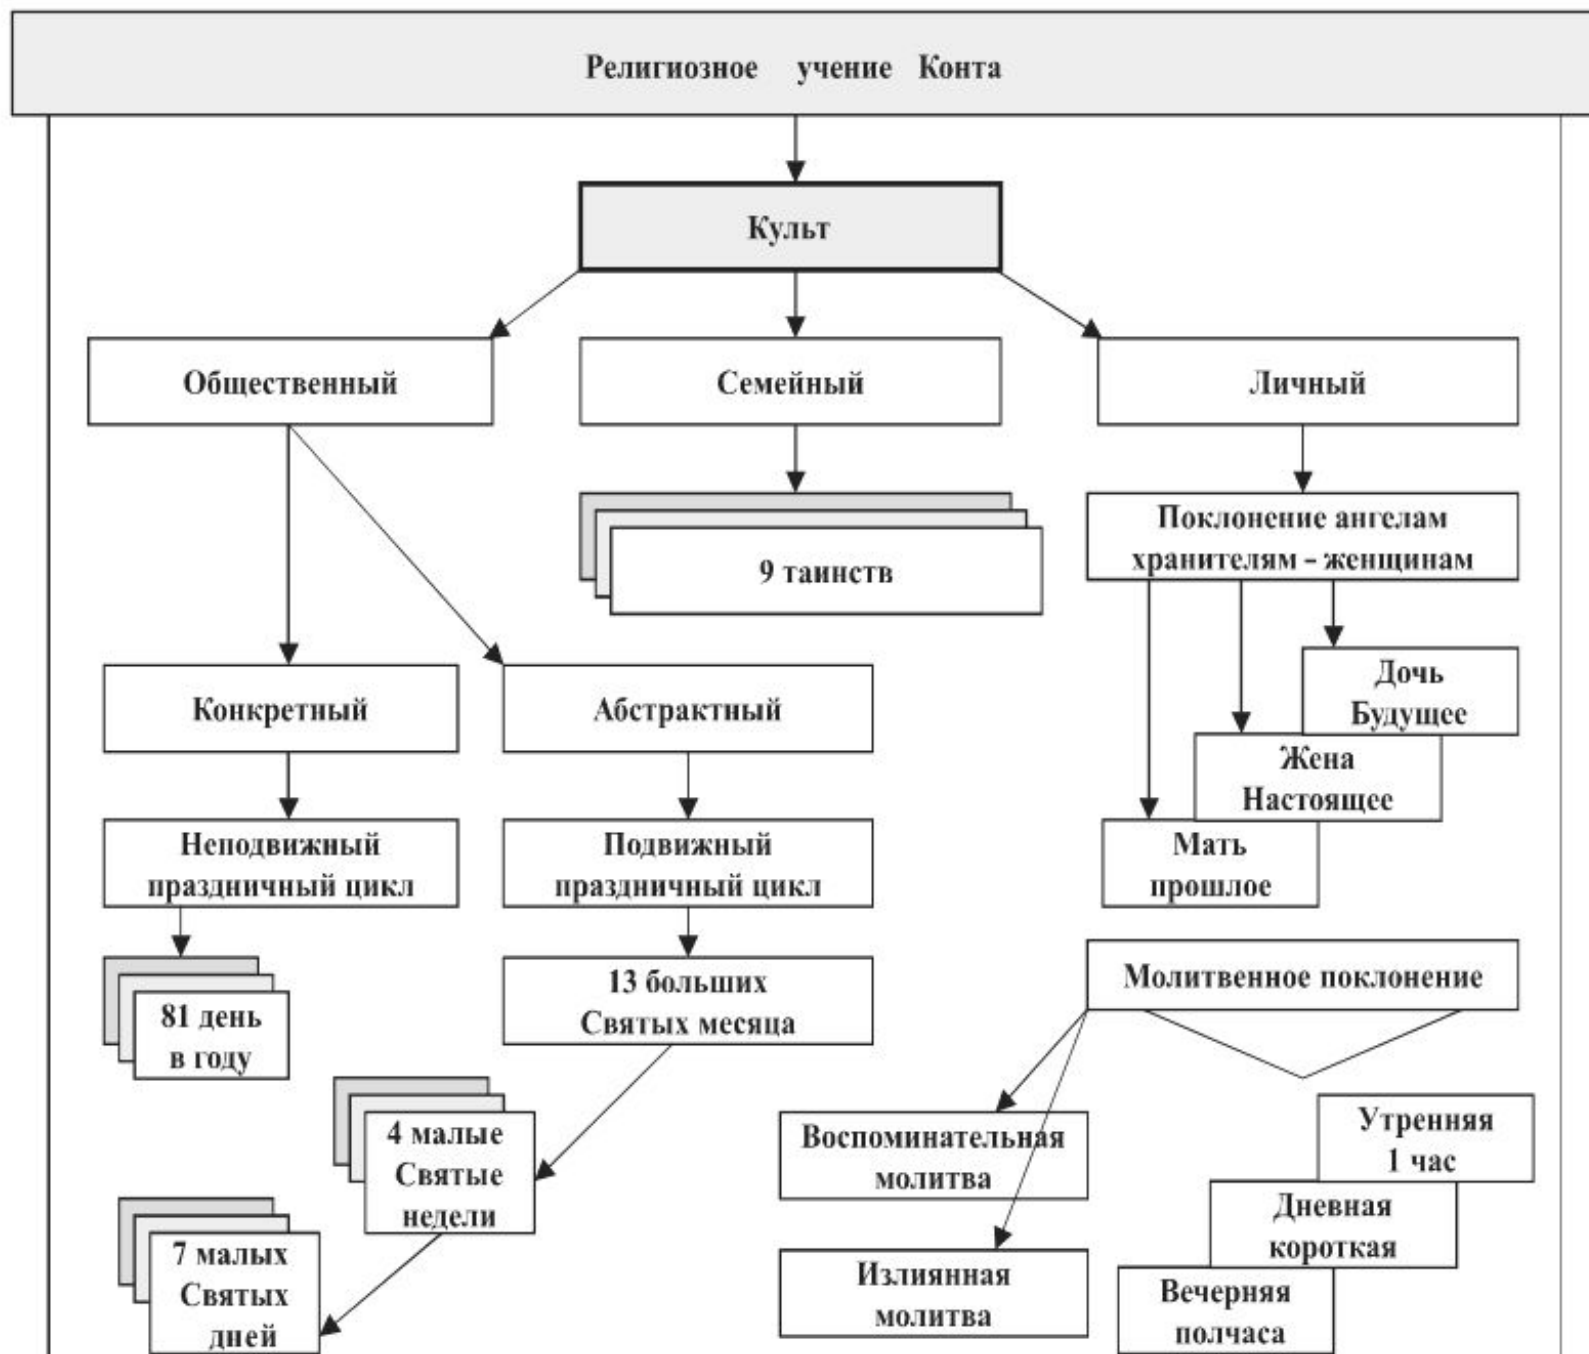 Религиозное учение Конта
Культ
Общественный
Семейный
Личный
9 таинств
Поклонение ангелам
хранителям – женщинам
Дочь
Будущее
Жена
Настоящее
Мать
прошлое
Конкретный
Абстрактный
Неподвижный
праздничный цикл
Подвижный
праздничный цикл
81 день
в году
13 больших
Святых месяца
4 малые
Святые
недели
7 малых
Святых
дней
Молитвенное поклонение
Воспоминательная
молитва
Излиянная
молитва
Утренняя
1 час
Дневная
короткая
Вечерняя
полчаса